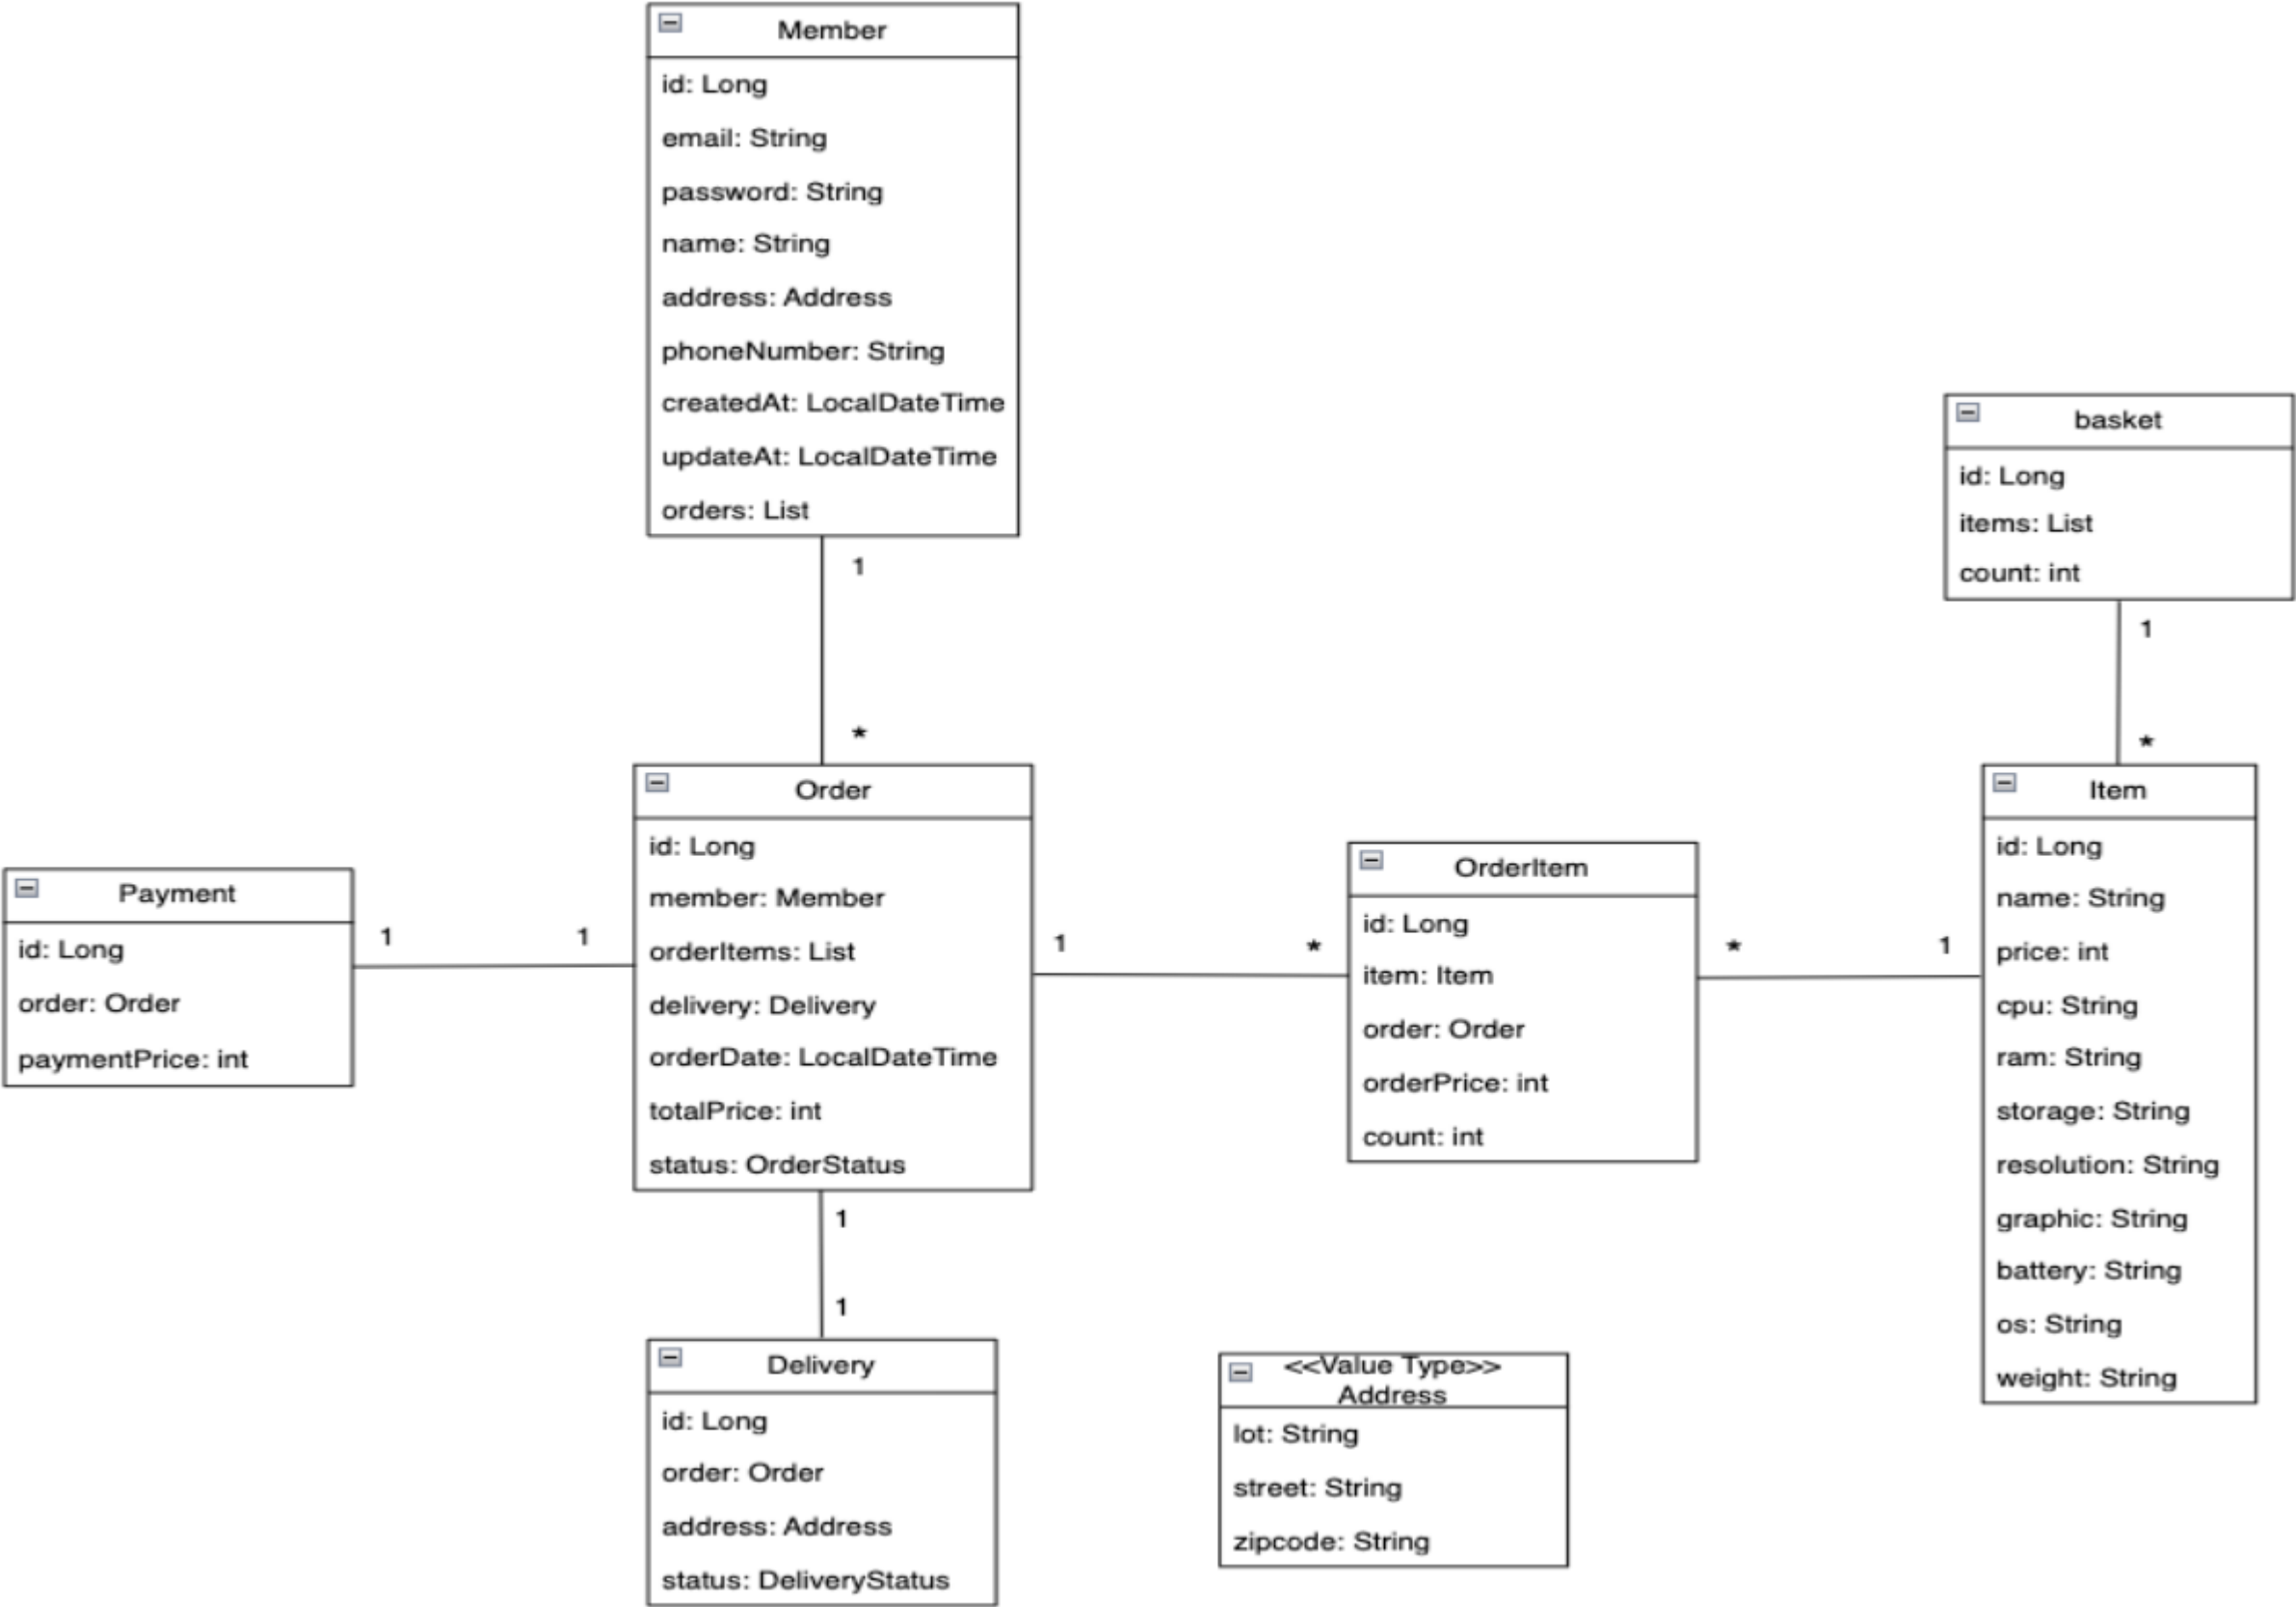 Member
id: Long
email: String
password: String
name: String
address: Address
phoneNumber: String
createdAt: LocalDateTime
updateAt: LocalDateTime
orders: List
1
*
basket
id: Long
items: List
count: int
1
*
Payment
id: Long
order: Order
paymentPrice: int
1
1
Order
id: Long
member: Member
orderItems: List
delivery: Delivery
orderDate: LocalDateTime
totalPrice: int
status: OrderStatus
1
*
OrderItem
id: Long
item: Item
order: Order
orderPrice: int
count: int
*
1
Item
id: Long
name: String
price: int
cpu: String
ram: String
storage: String
resolution: String
graphic: String
battery: String
os: String
weight: String
1
1
Delivery
id: Long
order: Order
address: Address
status: DeliveryStatus
<<Value Type>>
Address
lot: String
street: String
zipcode: String